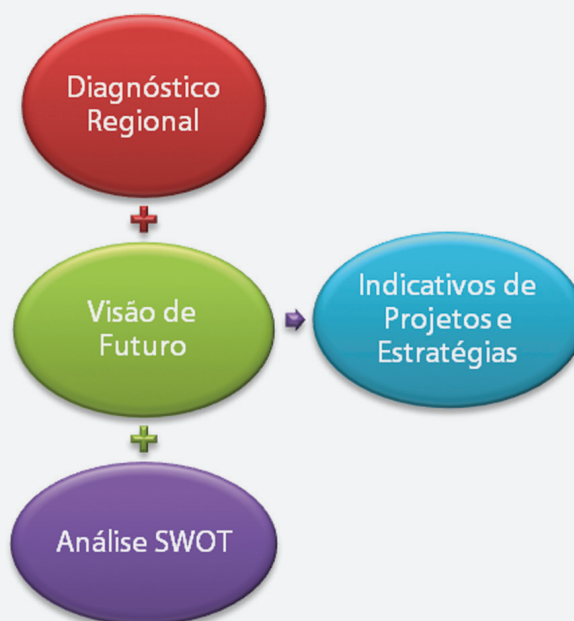 Diagnóstico
Regional
Visão de
Futuro
Indicativos de
Projetos e
Estratégias
Análise SWOT